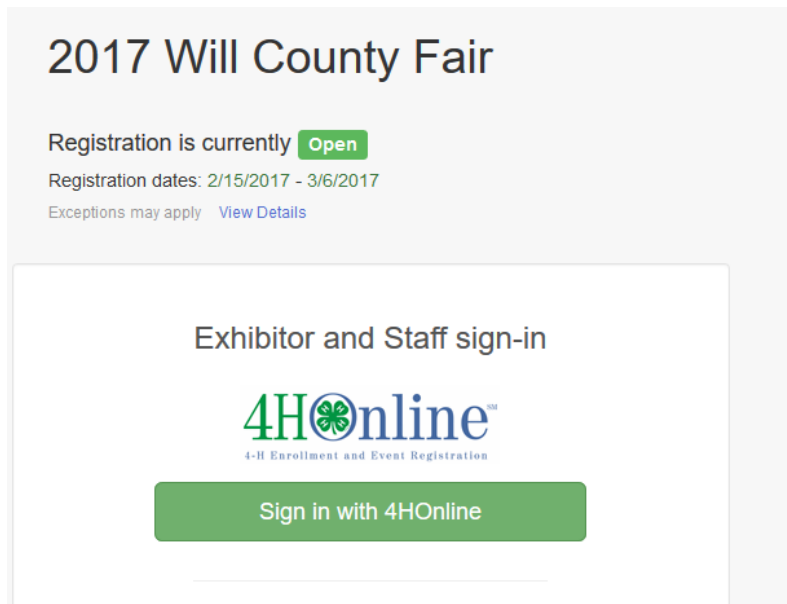 2017 Will County Fair
Registration is currently Open
Registration dates: 2/15/2017 - 3/6/2017
Exceptions may apply View Details
Exhibitor and Staff sign-in
4HOnline SM
4-H Enrollment and Event Registration
Sign in with 4HOnline